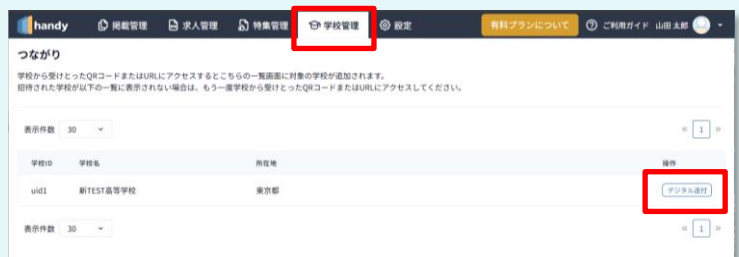 handy 掲載管理 求人管理 特集管理 学校管理 設定 有料プランについて ご利用ガイド 山田 太郎
つながり
学校から受けとったQRコードまたはURLにアクセスするとこちらの一覧画面に対象の学校が追加されます。
招待された学校が以下の一覧に表示されない場合は、もう一度学校から受けとったQRコードまたはURLにアクセスしてください。
表示件数 30 « 1 »
学校ID 学校名 所在地 操作
uid1 新TEST高等学校 東京都 デジタル送付
表示件数 30 « 1 »